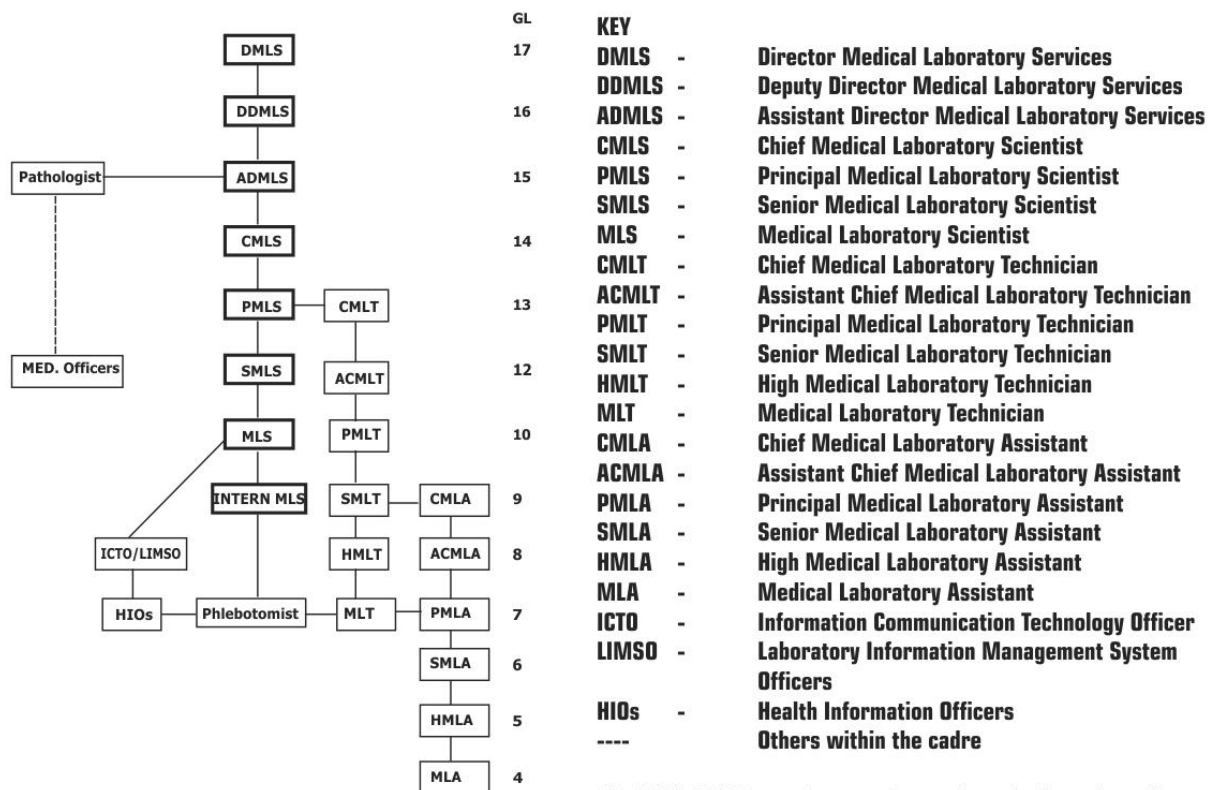 GL
DMLS 17
DDMLS 16
Pathologist ADMLS 15
CMLS 14
PMLS CMLT 13
MED. Officers SMLS ACMLT 12
MLS PMLT 10
INTERN MLS SMLT CMLA 9
ICTO/LIMSO HMLT ACMLA 8
HIOs Phlebotomist MLT PMLA 7
SMLA 6
HMLA 5
MLA 4
KEY
DMLS - Director Medical Laboratory Services
DDMLS - Deputy Director Medical Laboratory Services
ADMLS - Assistant Director Medical Laboratory Services
CMLS - Chief Medical Laboratory Scientist
PMLS - Principal Medical Laboratory Scientist
SMLS - Senior Medical Laboratory Scientist
MLS - Medical Laboratory Scientist
CMLT - Chief Medical Laboratory Technician
ACMLT - Assistant Chief Medical Laboratory Technician
PMLT - Principal Medical Laboratory Technician
SMLT - Senior Medical Laboratory Technician
HMLT - High Medical Laboratory Technician
MLT - Medical Laboratory Technician
CMLA - Chief Medical Laboratory Assistant
ACMLA - Assistant Chief Medical Laboratory Assistant
PMLA - Principal Medical Laboratory Assistant
SMLA - Senior Medical Laboratory Assistant
HMLA - High Medical Laboratory Assistant
MLA - Medical Laboratory Assistant
ICTO - Information Communication Technology Officer
LIMSO - Laboratory Information Management System
Officers
HIOs - Health Information Officers
---- Others within the cadre